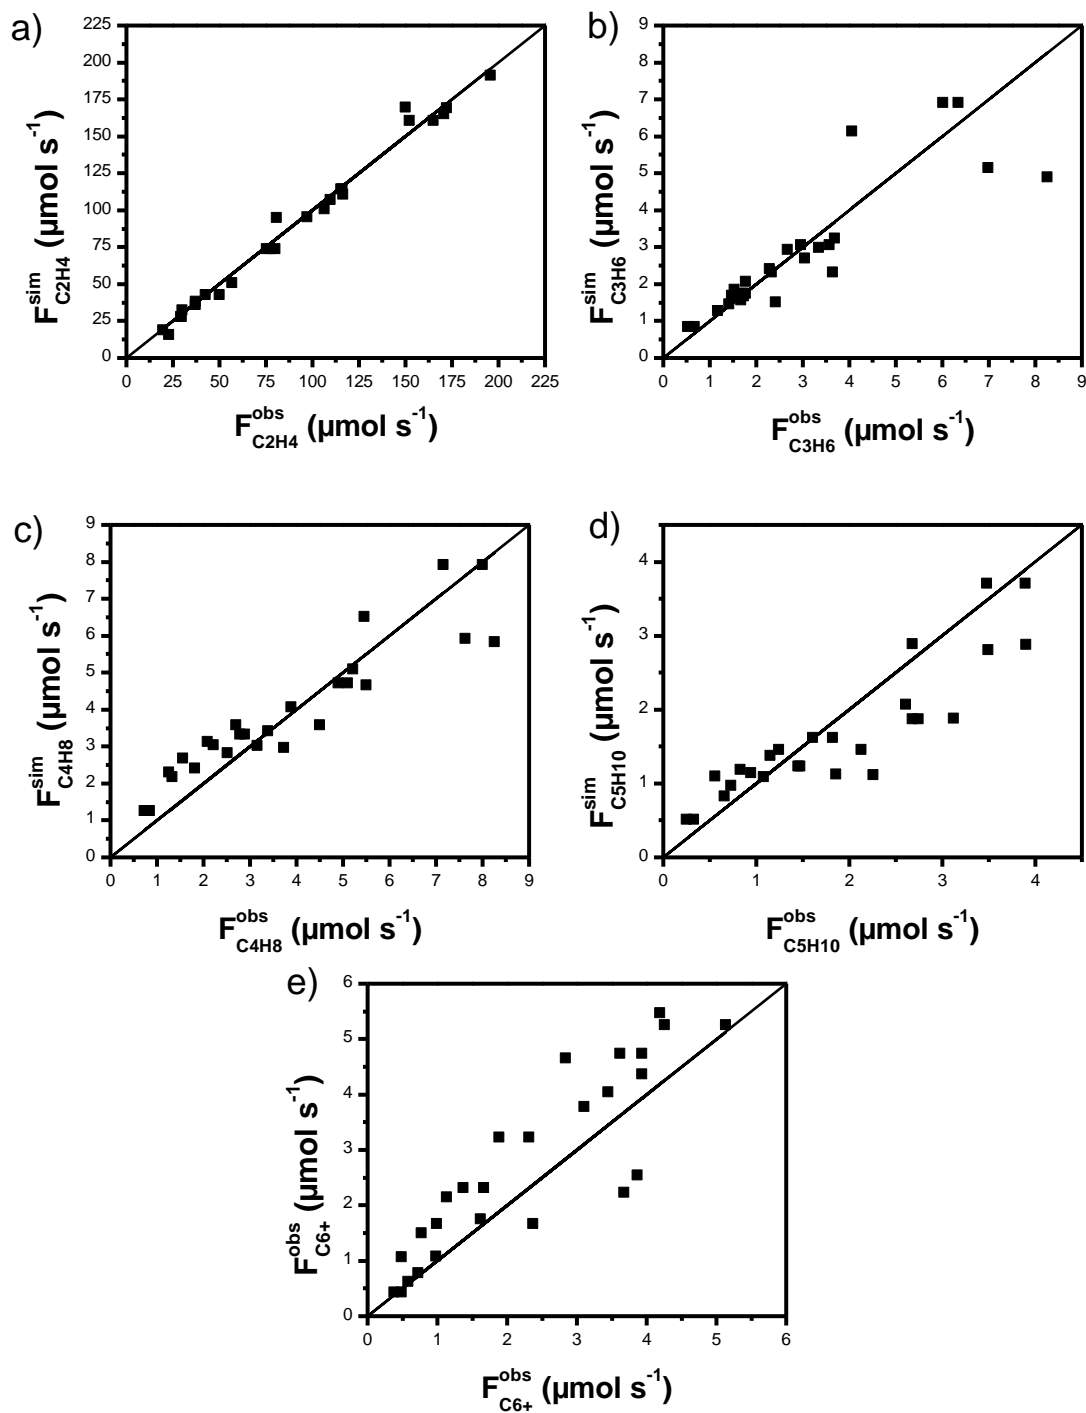 a)
225
200
175
150
125
100
75
50
25
0
0 25 50 75 100 125 150 175 200 225
F^sim_C2H4 (µmol s^-1)
F^obs_C2H4 (µmol s^-1)
b)
9
8
7
6
5
4
3
2
1
0
0 1 2 3 4 5 6 7 8 9
F^sim_C3H6 (µmol s^-1)
F^obs_C3H6 (µmol s^-1)
c)
9
8
7
6
5
4
3
2
1
0
0 1 2 3 4 5 6 7 8 9
F^sim_C4H8 (µmol s^-1)
F^obs_C4H8 (µmol s^-1)
d)
4
3
2
1
0
0 1 2 3 4
F^sim_C5H10 (µmol s^-1)
F^obs_C5H10 (µmol s^-1)
e)
6
5
4
3
2
1
0
0 1 2 3 4 5 6
F^obs_C6+ (µmol s^-1)
F^obs_C6+ (µmol s^-1)